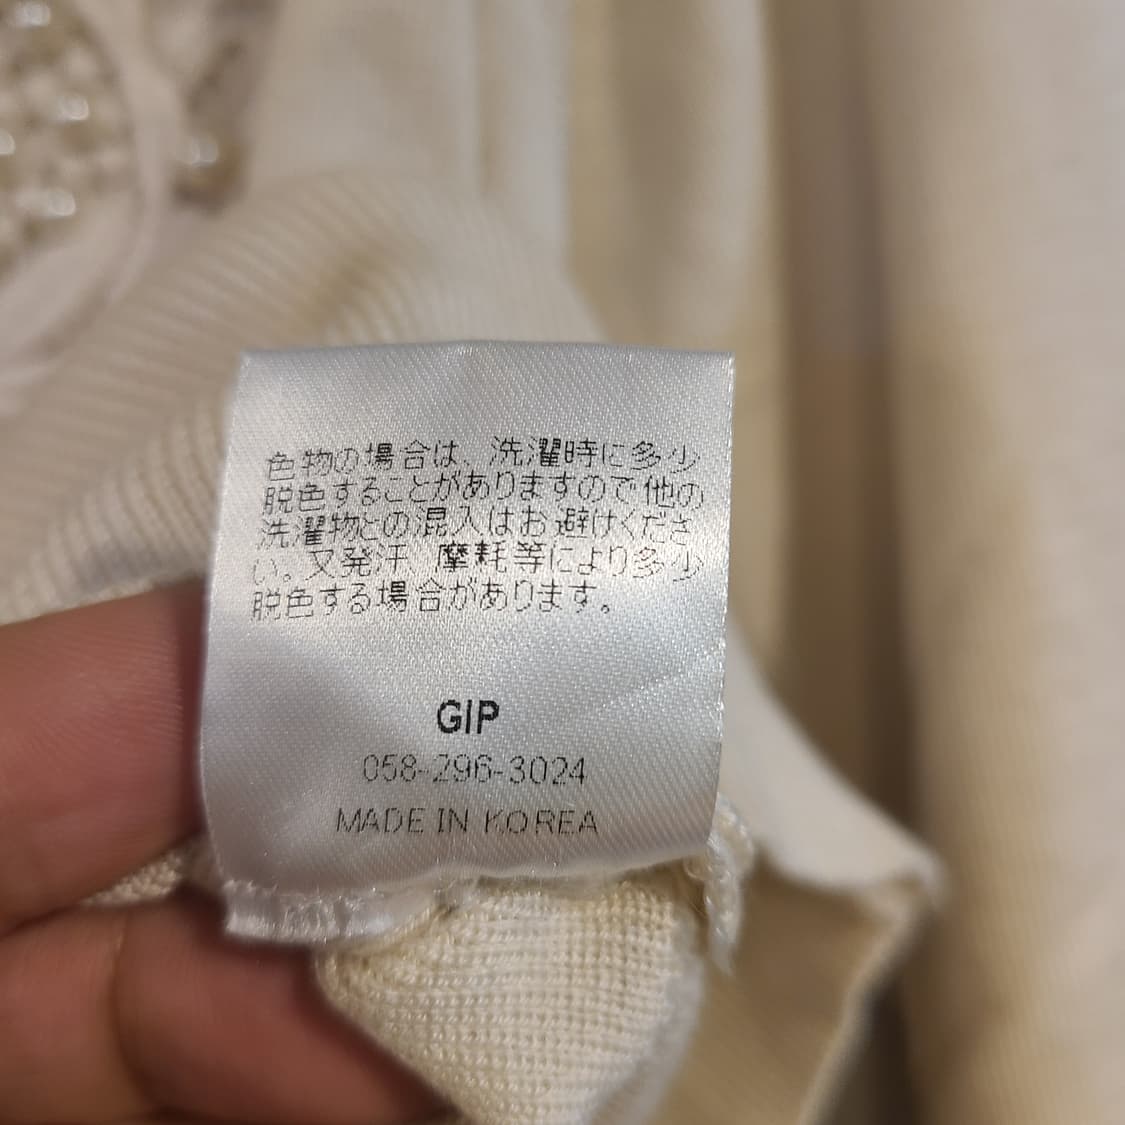 色物の場合は、洗濯時に多少
脱色することがありますので他の
洗濯物との混入はお避けくださ
い。又発汗、摩耗等により多少
脱色する場合があります。
GIP
058-296-3024
MADE IN KOREA